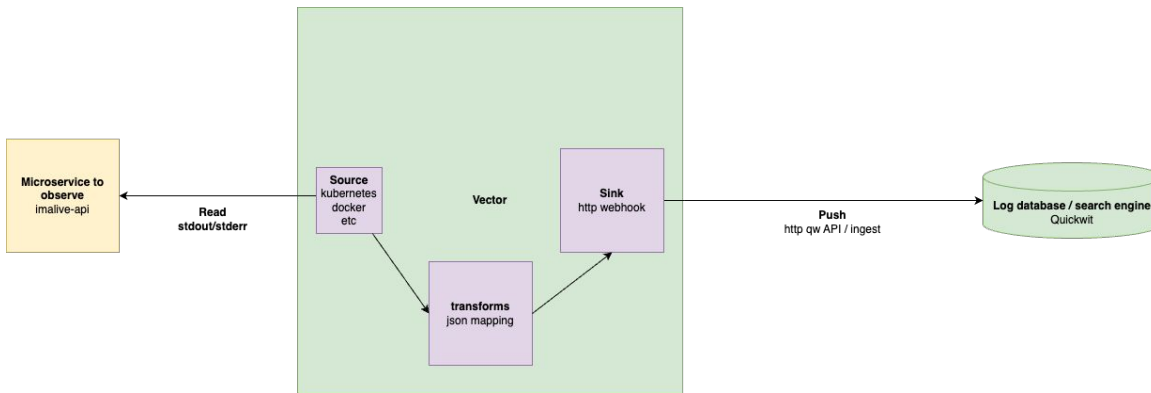 Microservice to
observe
imalive-api
Read
stdout/stderr
Source
kubernetes
docker
etc
Vector
transforms
json mapping
Sink
http webhook
Push
http qw API / ingest
Log database / search engine
Quickwit